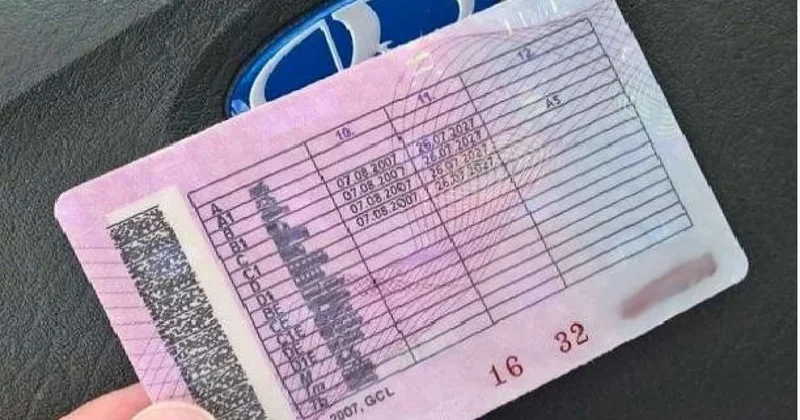 10. 11. 12.
A 07.08.2007 26.07.2027
A1 07.08.2007 26.07.2027
B 07.08.2007 26.07.2027
B1 07.08.2007 26.07.2027 AS
C
C1
D
D1
BE
CE
C1E
DE
D1E
M
Tm
Tb
2007, GCL
16 32